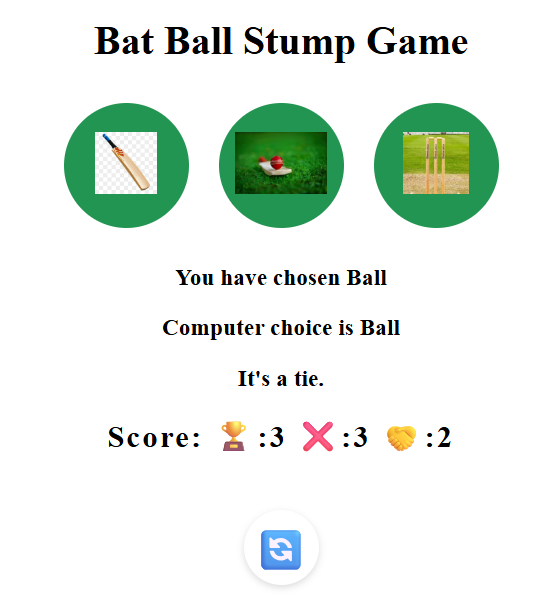 Bat Ball Stump Game
You have chosen Ball
Computer choice is Ball
It's a tie.
Score: 🏆:3 ❌:3 🤝:2